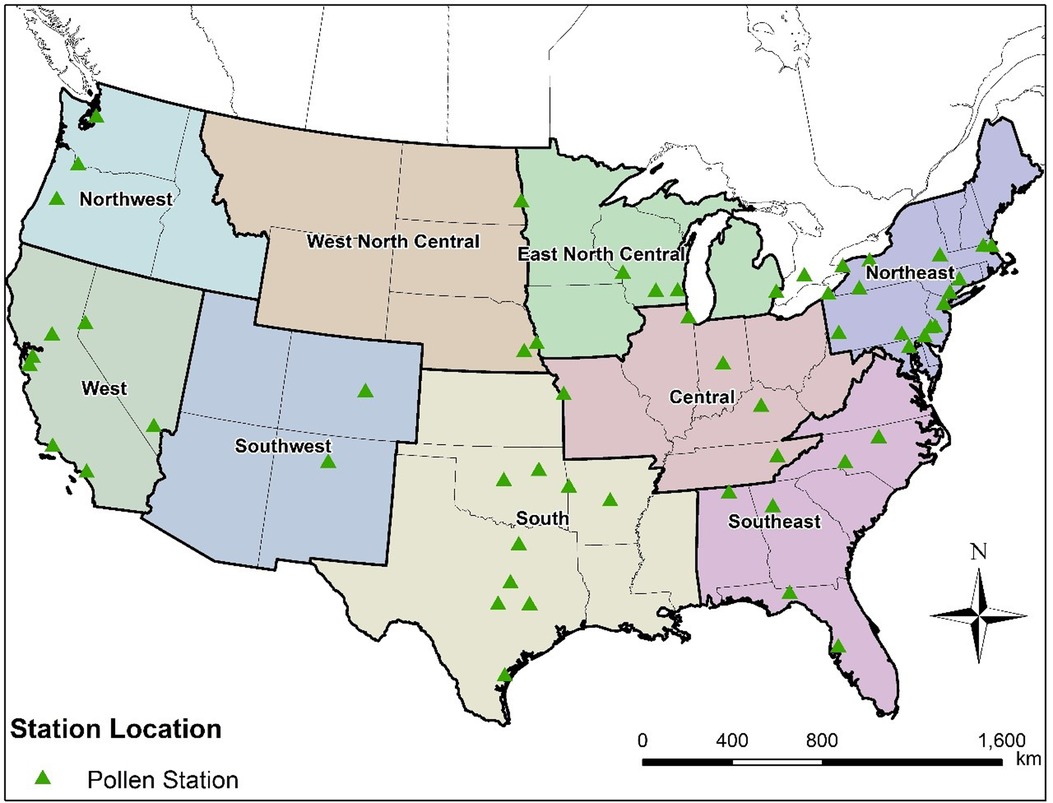 Northwest
West North Central
East North Central
Northeast
West
Central
Southwest
South
Southeast
N
Station Location
Pollen Station
0 400 800 1,600
km